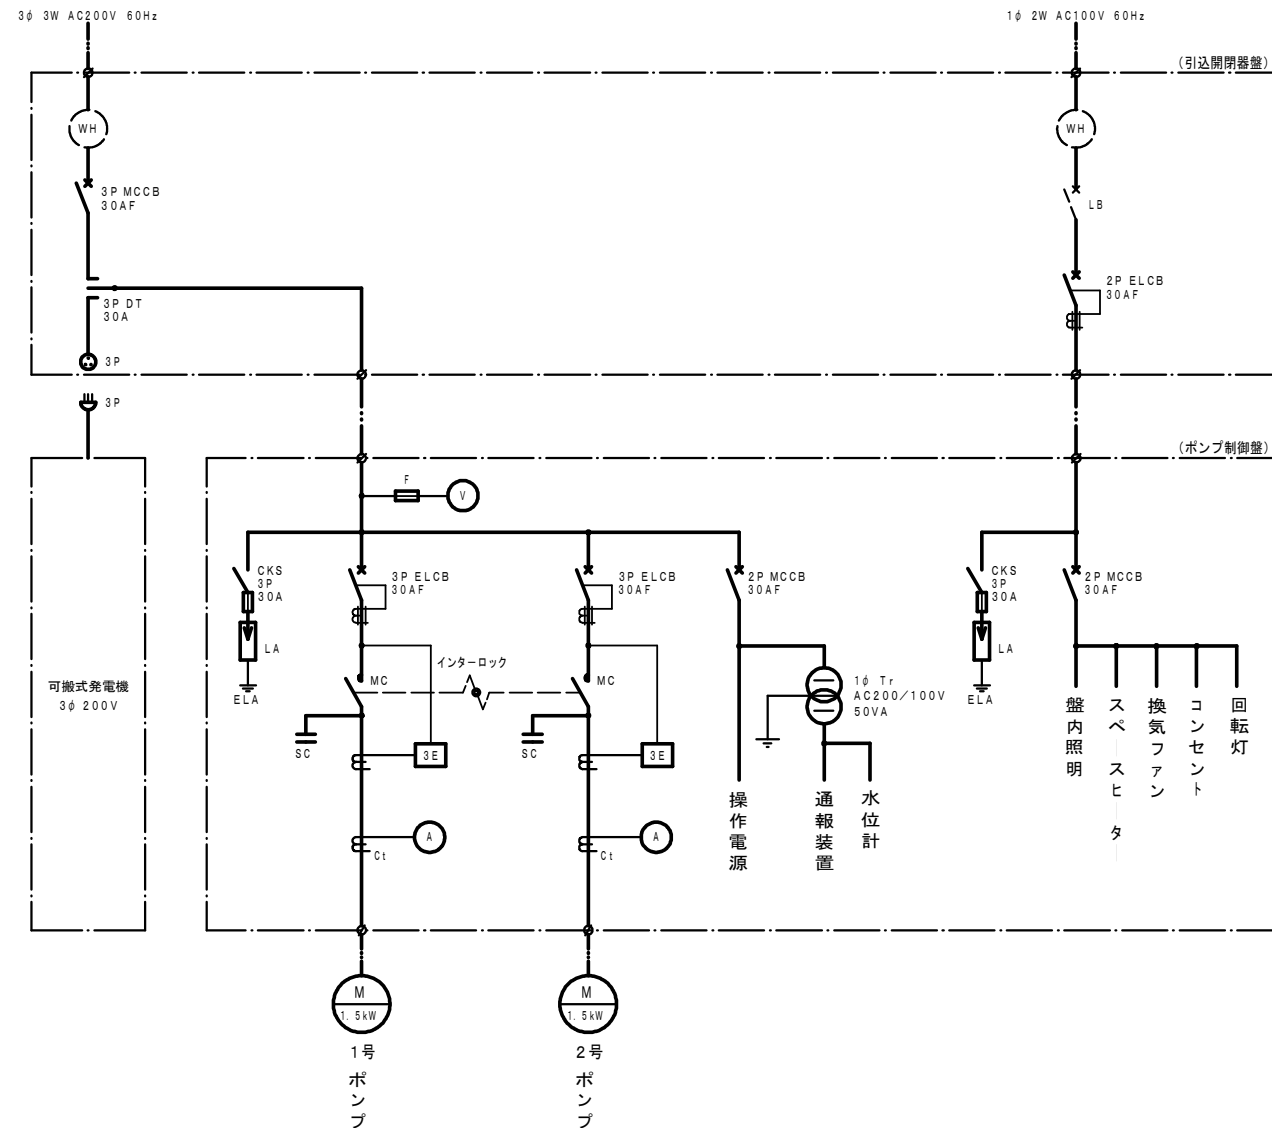 3φ 3W AC200V 60Hz
1φ 2W AC100V 60Hz
(引込開閉器盤)
WH
WH
3P MCCB
30AF
LB
2P ELCB
30AF
3P DT
30A
3P
3P
(ポンプ制御盤)
F
V
CKS
3P
30A
3P ELCB
30AF
3P ELCB
30AF
2P MCCB
30AF
CKS
3P
30A
2P MCCB
30AF
LA
LA
インターロック
MC
MC
ELA
ELA
可搬式発電機
3φ 200V
1φ Tr
AC200/100V
50VA
SC
SC
3E
3E
盤内照明
スペースヒーター
換気ファン
コンセント
回転灯
操作電源
通報装置
水位計
A
A
Ct
Ct
M
1.5kW
M
1.5kW
1号
ポンプ
2号
ポンプ